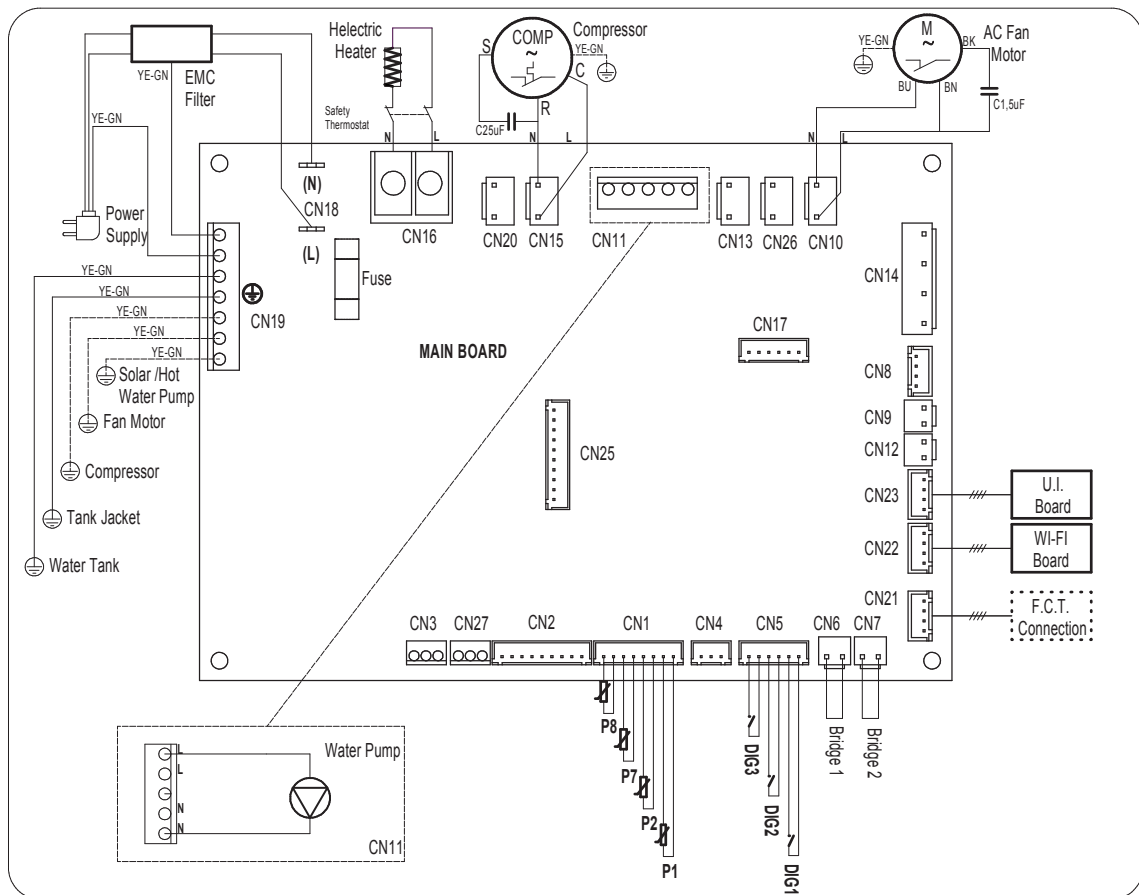 YE-GN
EMC
Filter
Helectric
Heater
S
COMP
~
Compressor
YE-GN
C
R
C25uF
YE-GN
M
~
BK
AC Fan
Motor
BU
BN
C1,5uF
Safety
Thermostat
N
L
N
L
N
L
YE-GN
Power
Supply
(N)
CN18
(L)
Fuse
CN16
CN20
CN15
CN11
CN13
CN26
CN10
CN14
YE-GN
YE-GN
YE-GN
YE-GN
YE-GN
CN19
Solar /Hot
Water Pump
Fan Motor
Compressor
Tank Jacket
Water Tank
MAIN BOARD
CN17
CN8
CN9
CN12
CN25
CN23
U.I.
Board
CN22
WI-FI
Board
CN21
F.C.T.
Connection
CN3
CN27
CN2
CN1
CN4
CN5
CN6
CN7
P8
P7
P2
P1
DIG3
DIG2
DIG1
Bridge 1
Bridge 2
L
L
N
N
Water Pump
CN11